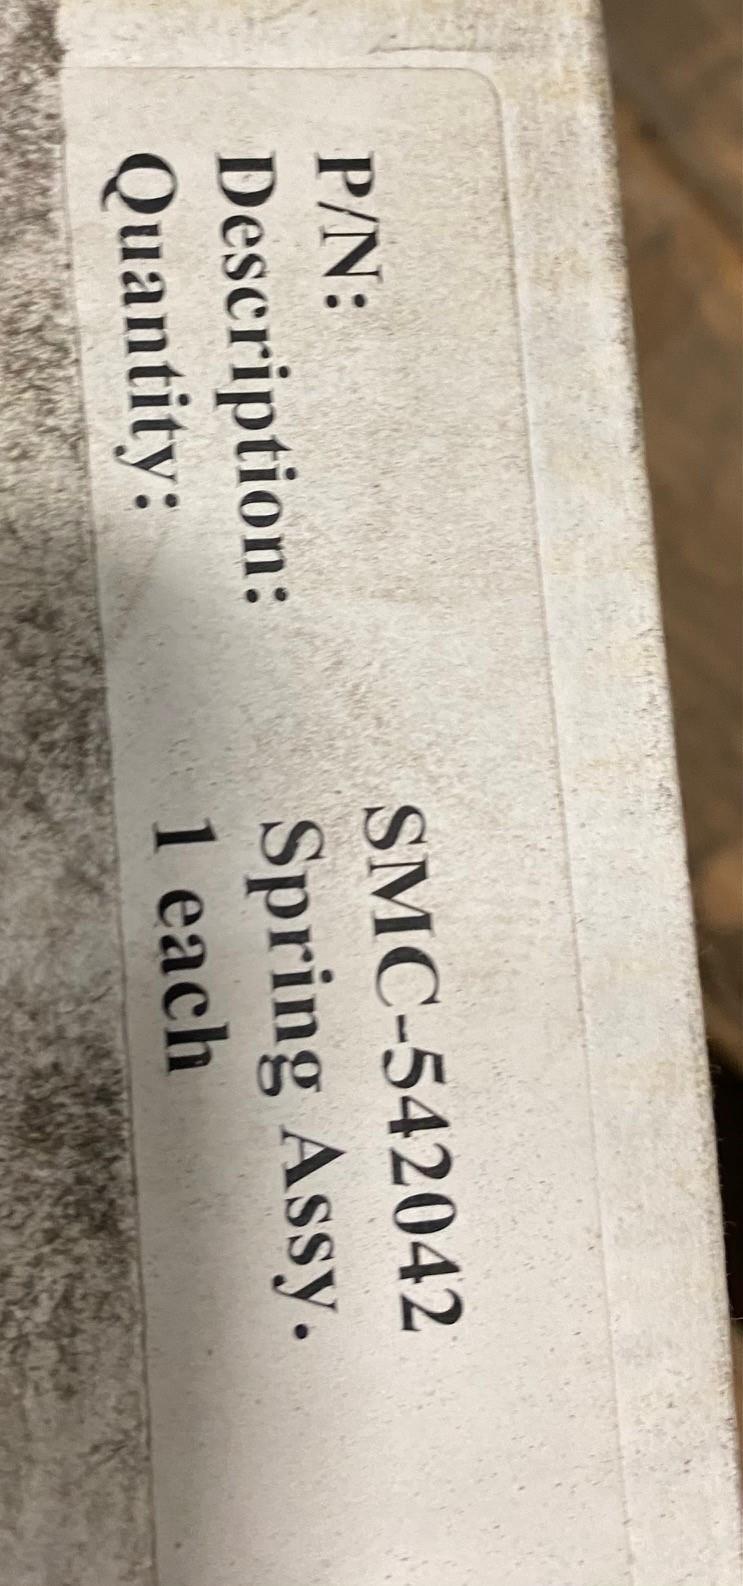 P/N: SMC-542042
Description: Spring Assy.
Quantity: 1 each